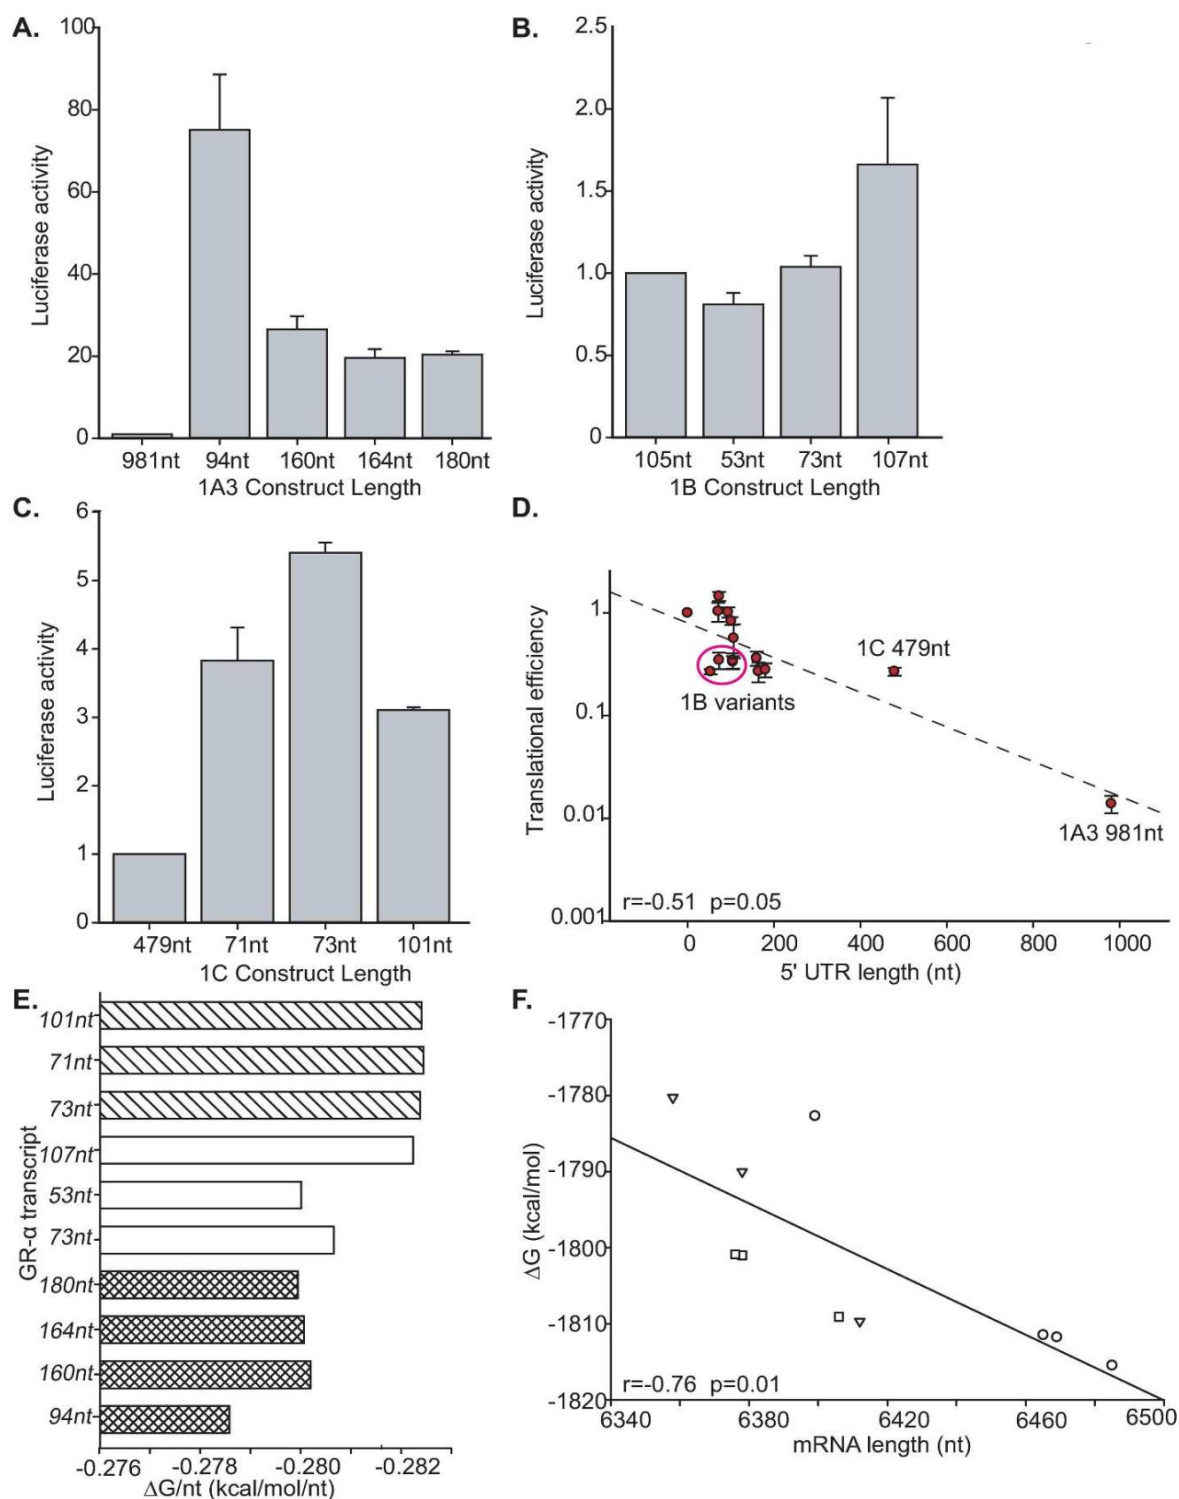 A.
100
80
60
40
20
0
Luciferase activity
981nt 94nt 160nt 164nt 180nt
1A3 Construct Length
B.
2.5
2.0
1.5
1.0
0.5
0
Luciferase activity
105nt 53nt 73nt 107nt
1B Construct Length
C.
6
5
4
3
2
1
0
Luciferase activity
479nt 71nt 73nt 101nt
1C Construct Length
D.
1
0.1
0.01
0.001
Translational efficiency
1C 479nt
1B variants
1A3 981nt
r=-0.51 p=0.05
0 200 400 600 800 1000
5' UTR length (nt)
E.
101nt
71nt
73nt
107nt
53nt
73nt
180nt
164nt
160nt
94nt
GR-α transcript
-0.276 -0.278 -0.280 -0.282
ΔG/nt (kcal/mol/nt)
F.
-1770
-1780
-1790
-1800
-1810
-1820
ΔG (kcal/mol)
r=-0.76 p=0.01
6340 6380 6420 6460 6500
mRNA length (nt)